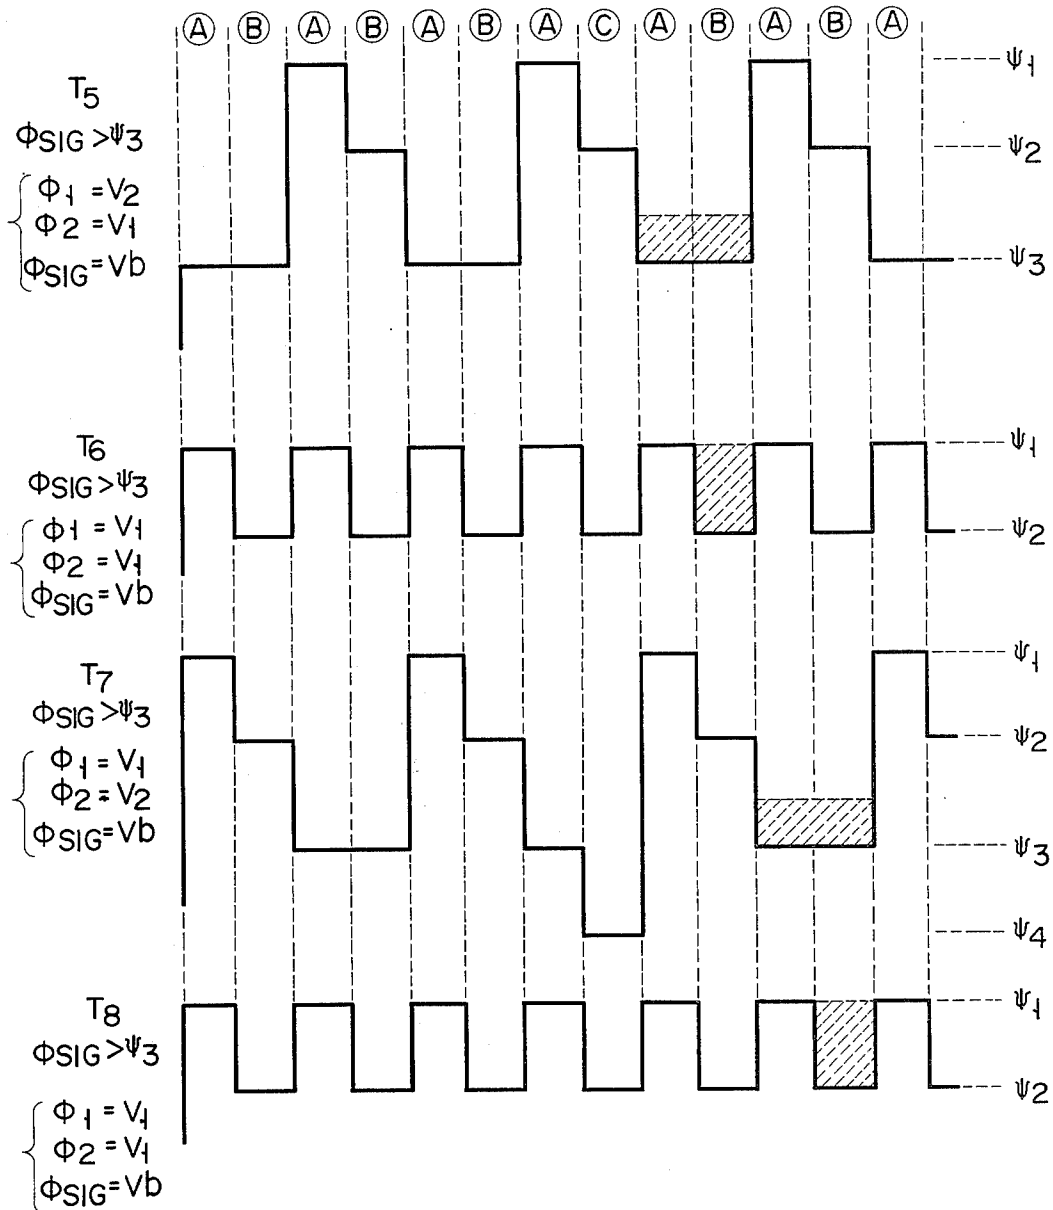 A B A B A B A C A B A B A
T5
ΦSIG>ψ3
Φ1=V2
Φ2=V1
ΦSIG=Vb
ψ1
ψ2
ψ3
T6
ΦSIG>ψ3
Φ1=V1
Φ2=V1
ΦSIG=Vb
ψ1
ψ2
T7
ΦSIG>ψ3
Φ1=V1
Φ2=V2
ΦSIG=Vb
ψ1
ψ2
ψ3
ψ4
T8
ΦSIG>ψ3
Φ1=V1
Φ2=V1
ΦSIG=Vb
ψ1
ψ2